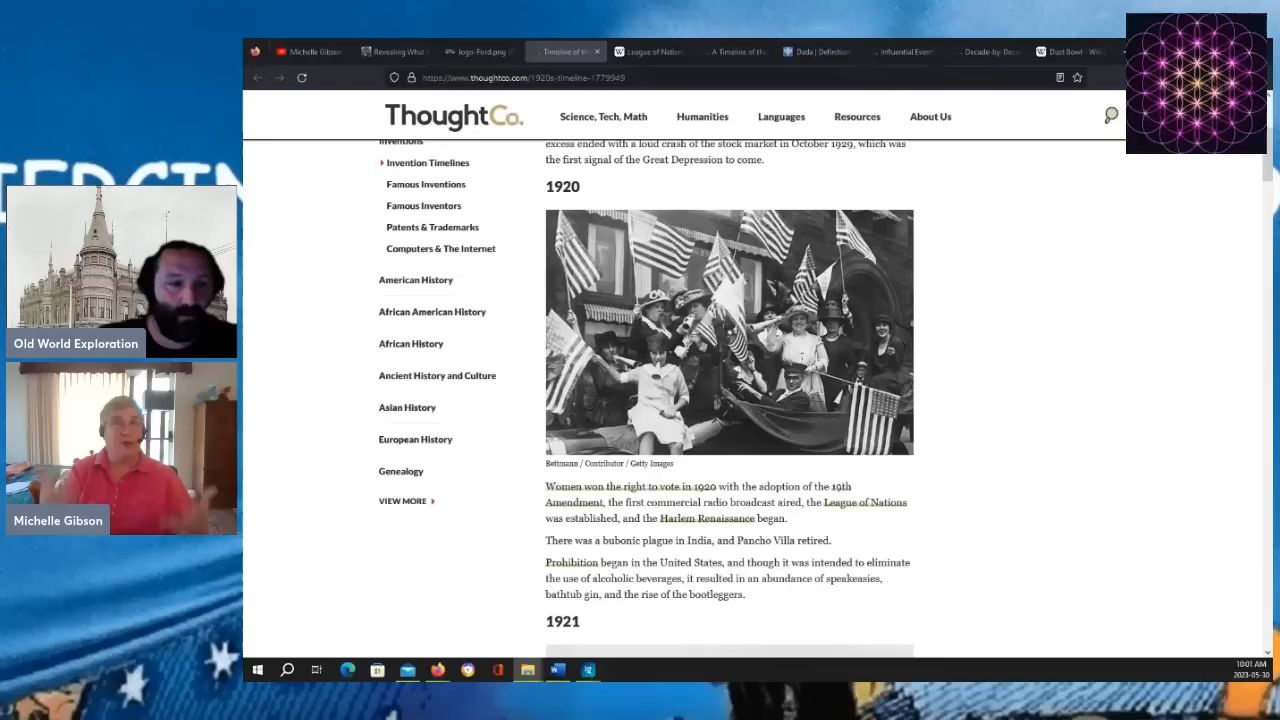 Michelle Gibson
Revealing What
logo-Ford.png
Timeline of th
League of Nation
A Timeline of the
Dada | Definition
Influential Event
Decade-by-Deca
Dust Bowl - Wiki
https://www.thoughtco.com/1920s-timeline-1779949
ThoughtCo.
Science, Tech, Math
Humanities
Languages
Resources
About Us
Inventions
Invention Timelines
Famous Inventions
Famous Inventors
Patents & Trademarks
Computers & The Internet
American History
African American History
African History
Ancient History and Culture
Asian History
European History
Genealogy
VIEW MORE
excess ended with a loud crash of the stock market in October 1929, which was
the first signal of the Great Depression to come.
1920
Bettmann / Contributor / Getty Images
Women won the right to vote in 1920 with the adoption of the 19th
Amendment, the first commercial radio broadcast aired, the League of Nations
was established, and the Harlem Renaissance began.
There was a bubonic plague in India, and Pancho Villa retired.
Prohibition began in the United States, and though it was intended to eliminate
the use of alcoholic beverages, it resulted in an abundance of speakeasies,
bathtub gin, and the rise of the bootleggers.
1921
Old World Exploration
Michelle Gibson
10:01 AM
2023-05-30